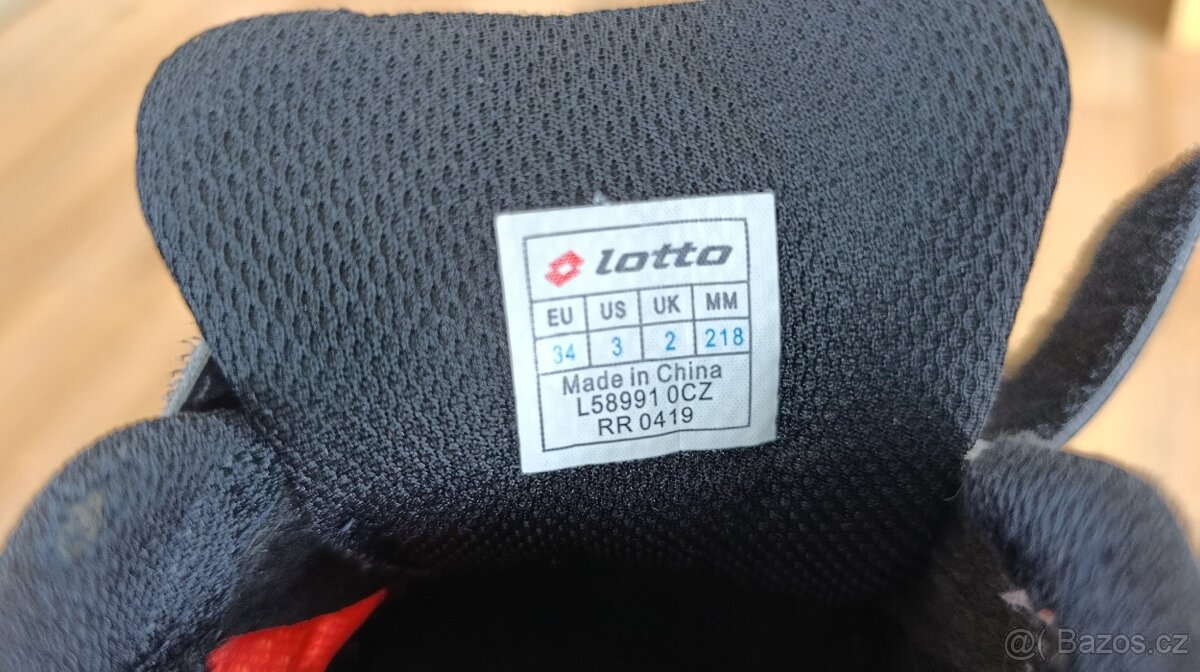 lotto
EU US UK MM
34 3 2 218
Made in China
L58991 0CZ
RR 0419
@( Bazos.cz